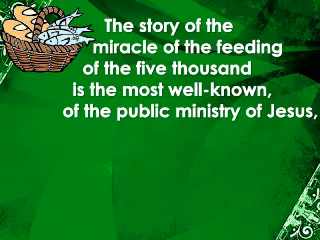 The story of the
miracle of the feeding
of the five thousand
is the most well-known,
of the public ministry of Jesus,